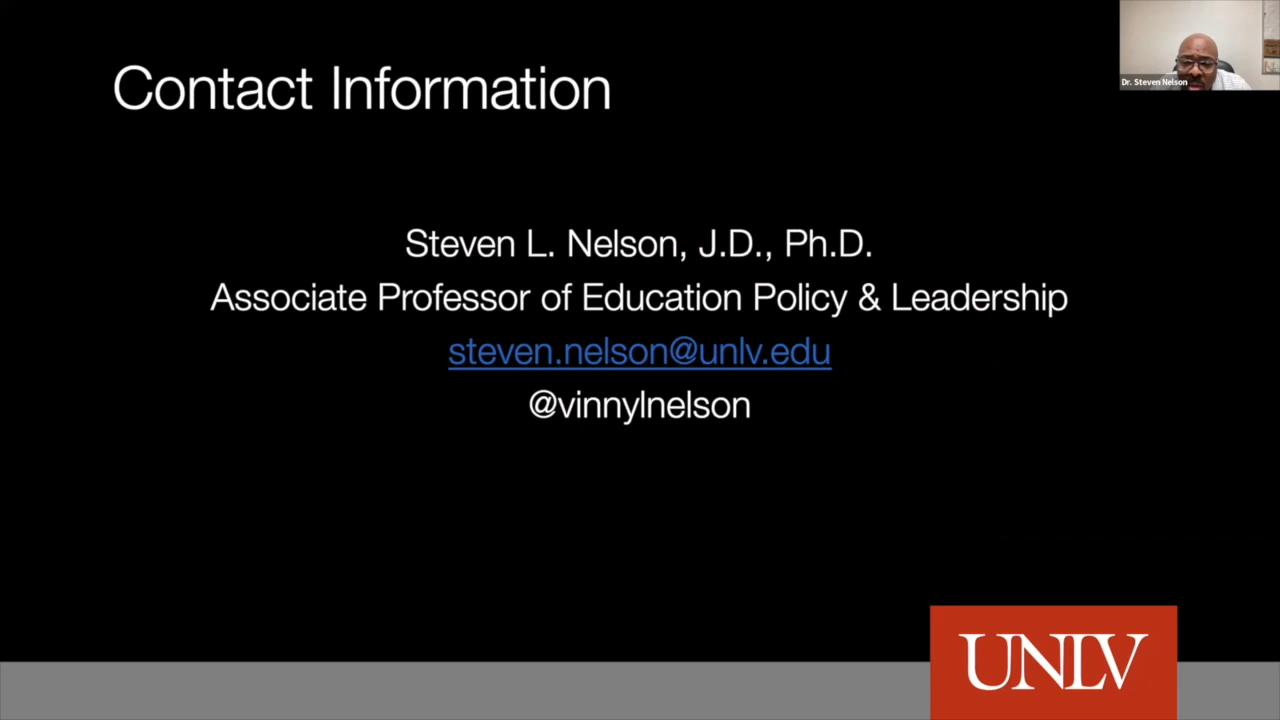 Contact Information
Dr. Steven Nelson
Steven L. Nelson, J.D., Ph.D.
Associate Professor of Education Policy & Leadership
steven.nelson@unlv.edu
@vinnylnelson
UNLV